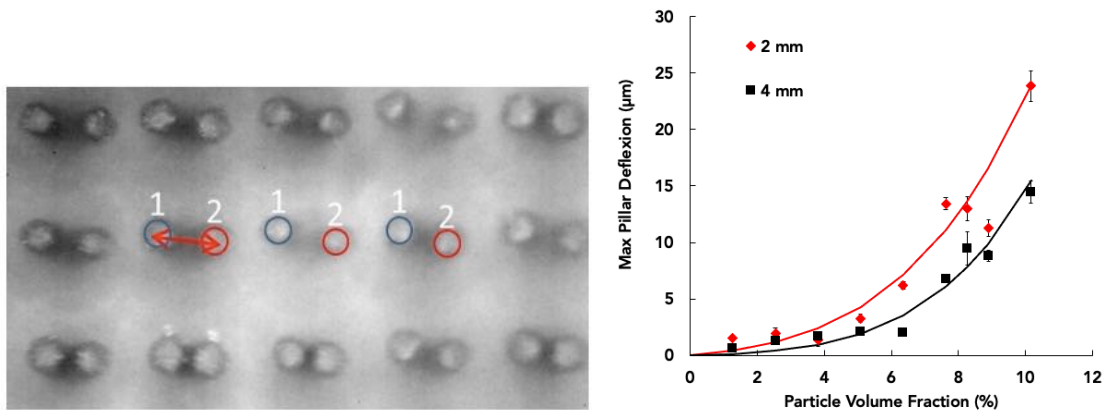 1
2
1
2
1
2
30
25
20
15
10
5
0
Max Pillar Deflexion (μm)
2 mm
4 mm
0 2 4 6 8 10 12
Particle Volume Fraction (%)